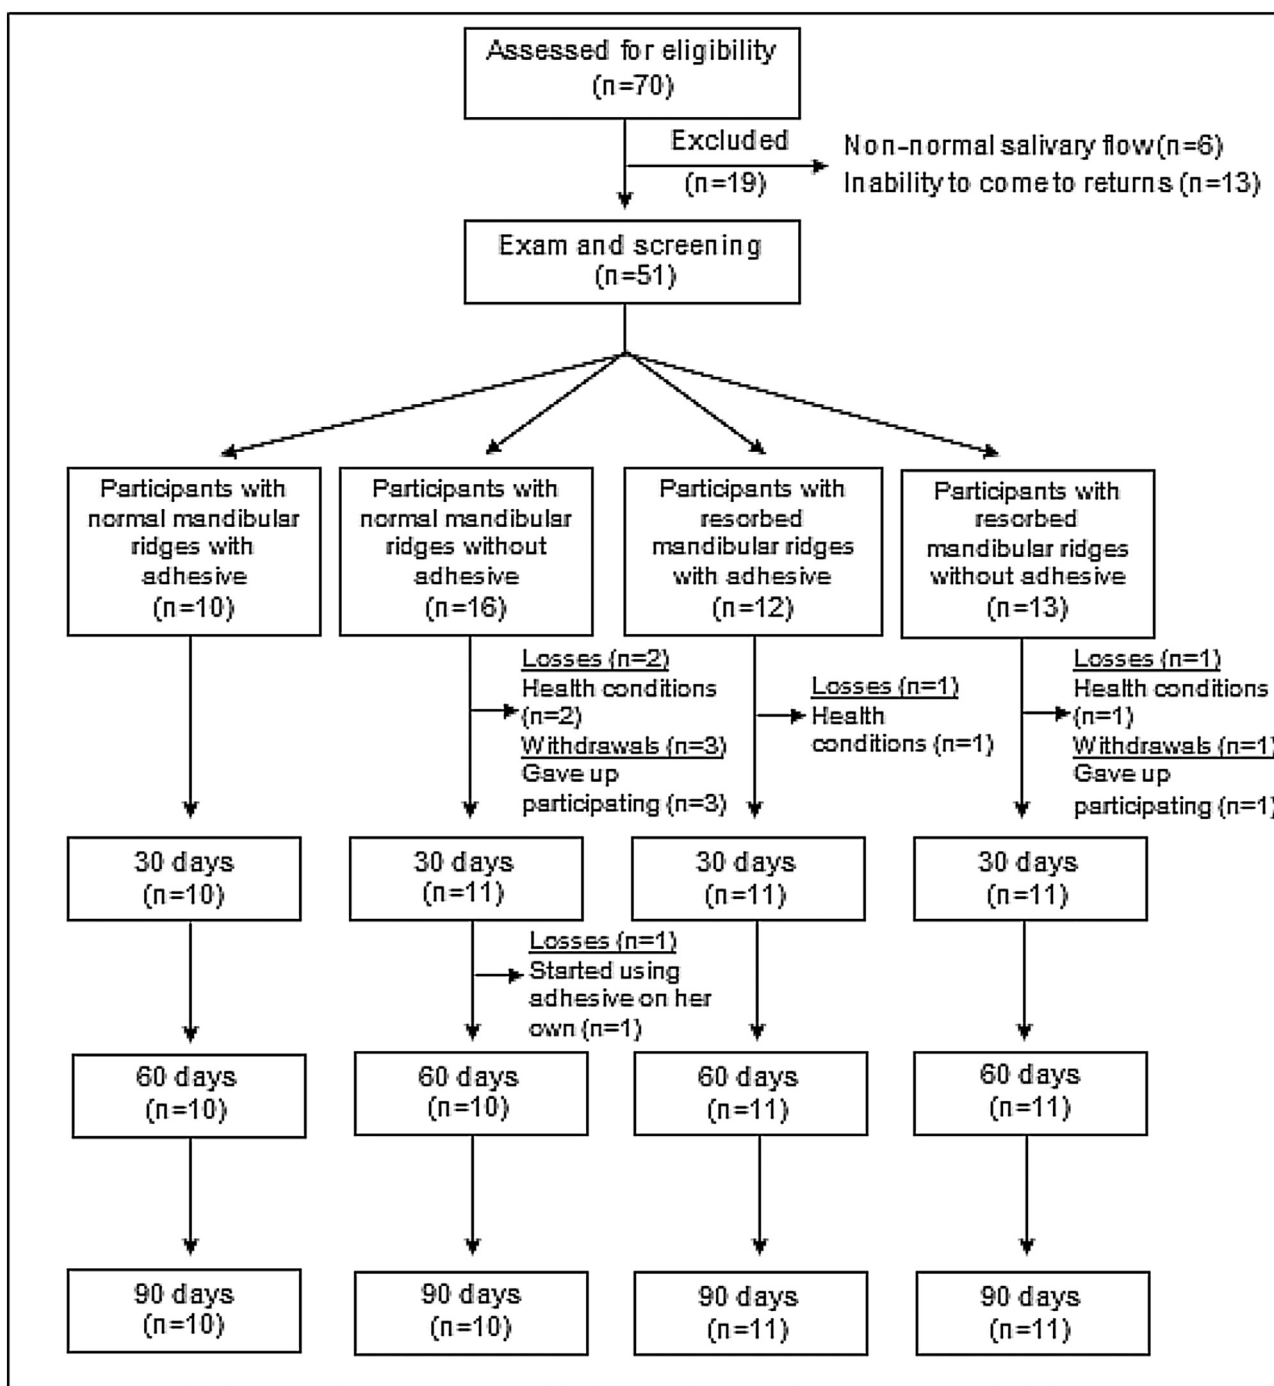 Assessed for eligibility
(n=70)
Excluded
(n=19)
Non-normal salivary flow (n=6)
Inability to come to returns (n=13)
Exam and screening
(n=51)
Participants with
normal mandibular
ridges with
adhesive
(n=10)
Participants with
normal mandibular
ridges without
adhesive
(n=16)
Participants with
resorbed
mandibular ridges
with adhesive
(n=12)
Participants with
resorbed
mandibular ridges
without adhesive
(n=13)
Losses (n=2)
Health conditions
(n=2)
Withdrawals (n=3)
Gave up
participating (n=3)
Losses (n=1)
Health
conditions (n=1)
Losses (n=1)
Health conditions
(n=1)
Withdrawals (n=1)
Gave up
participating (n=1)
30 days
(n=10)
30 days
(n=11)
30 days
(n=11)
30 days
(n=11)
Losses (n=1)
Started using
adhesive on her
own (n=1)
60 days
(n=10)
60 days
(n=10)
60 days
(n=11)
60 days
(n=11)
90 days
(n=10)
90 days
(n=10)
90 days
(n=11)
90 days
(n=11)